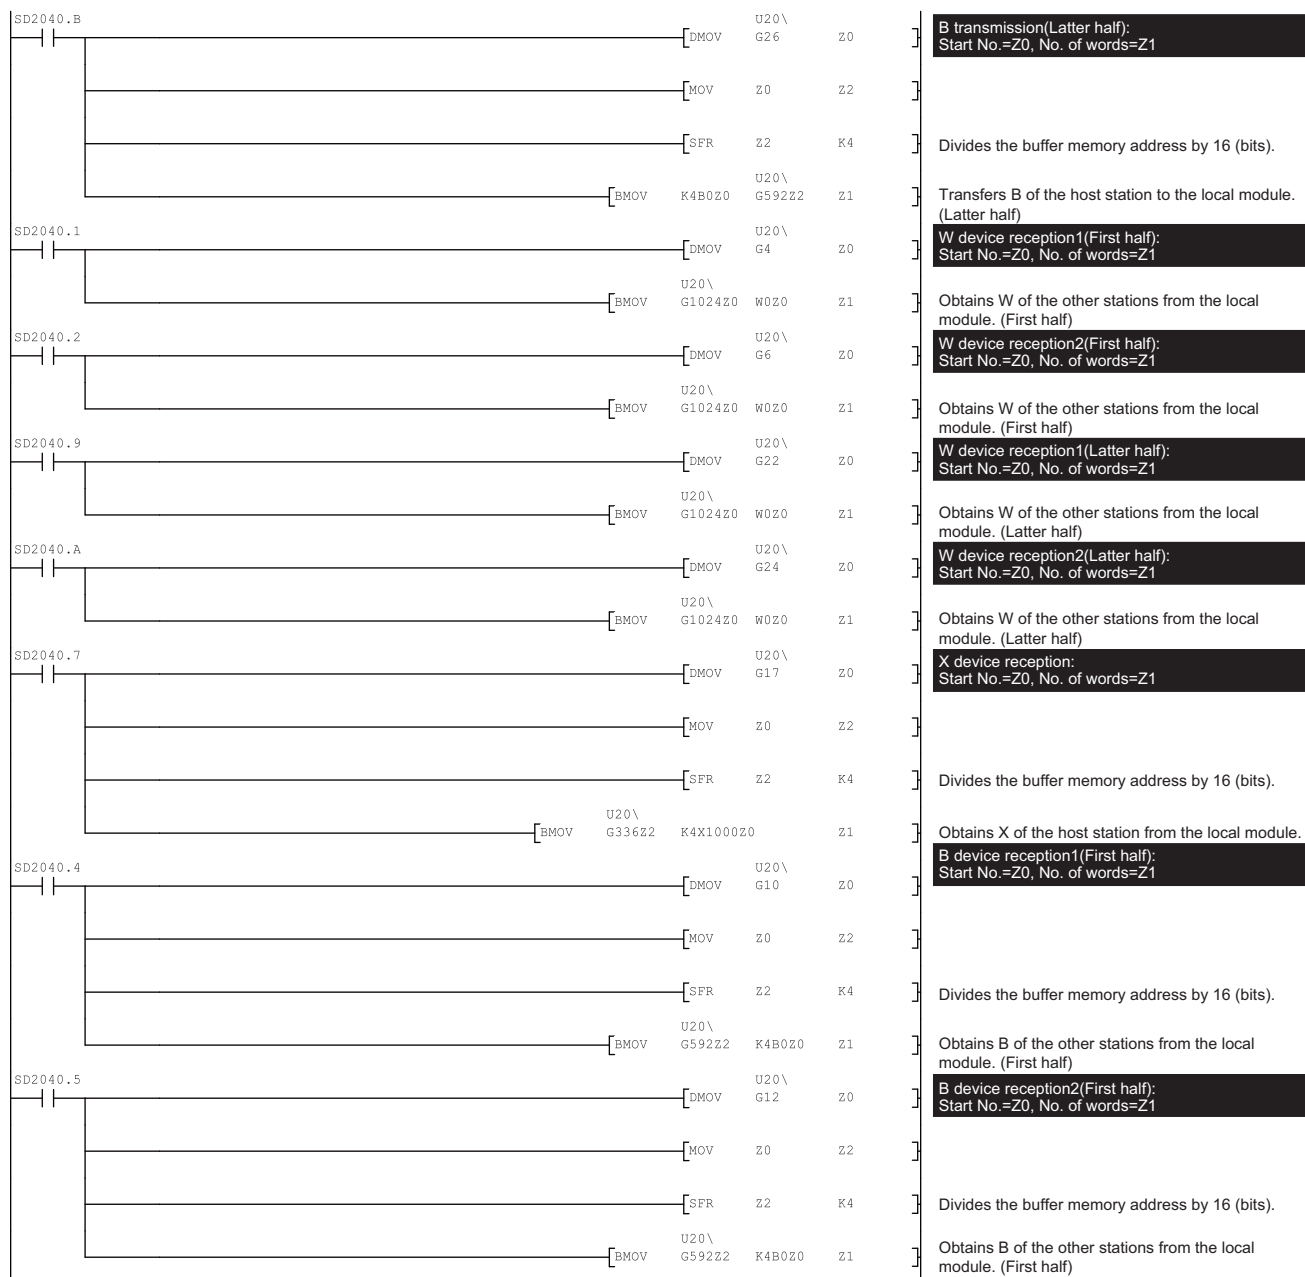 SD2040.B
U20\
DMOV G26 Z0
B transmission(Latter half):
Start No.=Z0, No. of words=Z1
MOV Z0 Z2
SFR Z2 K4
Divides the buffer memory address by 16 (bits).
U20\
BMOV K4B0Z0 G592Z2 Z1
Transfers B of the host station to the local module.
(Latter half)
SD2040.1
U20\
DMOV G4 Z0
W device reception1(First half):
Start No.=Z0, No. of words=Z1
U20\
BMOV G1024Z0 W0Z0 Z1
Obtains W of the other stations from the local
module. (First half)
SD2040.2
U20\
DMOV G6 Z0
W device reception2(First half):
Start No.=Z0, No. of words=Z1
U20\
BMOV G1024Z0 W0Z0 Z1
Obtains W of the other stations from the local
module. (First half)
SD2040.9
U20\
DMOV G22 Z0
W device reception1(Latter half):
Start No.=Z0, No. of words=Z1
U20\
BMOV G1024Z0 W0Z0 Z1
Obtains W of the other stations from the local
module. (Latter half)
SD2040.A
U20\
DMOV G24 Z0
W device reception2(Latter half):
Start No.=Z0, No. of words=Z1
U20\
BMOV G1024Z0 W0Z0 Z1
Obtains W of the other stations from the local
module. (Latter half)
SD2040.7
U20\
DMOV G17 Z0
X device reception:
Start No.=Z0, No. of words=Z1
MOV Z0 Z2
SFR Z2 K4
Divides the buffer memory address by 16 (bits).
U20\
BMOV G336Z2 K4X1000Z0 Z1
Obtains X of the host station from the local module.
SD2040.4
U20\
DMOV G10 Z0
B device reception1(First half):
Start No.=Z0, No. of words=Z1
MOV Z0 Z2
SFR Z2 K4
Divides the buffer memory address by 16 (bits).
U20\
BMOV G592Z2 K4B0Z0 Z1
Obtains B of the other stations from the local
module. (First half)
SD2040.5
U20\
DMOV G12 Z0
B device reception2(First half):
Start No.=Z0, No. of words=Z1
MOV Z0 Z2
SFR Z2 K4
Divides the buffer memory address by 16 (bits).
U20\
BMOV G592Z2 K4B0Z0 Z1
Obtains B of the other stations from the local
module. (First half)